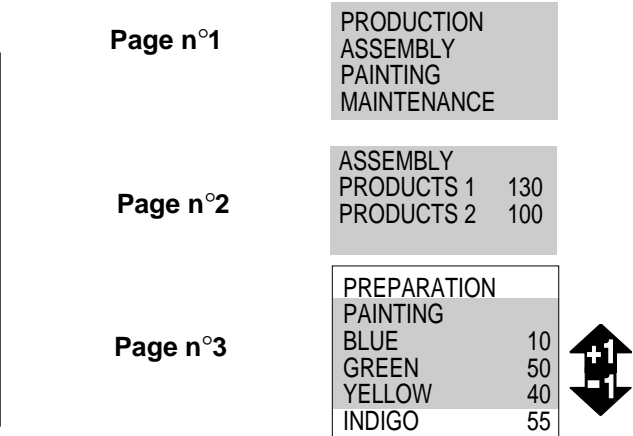 Page n°1
PRODUCTION
ASSEMBLY
PAINTING
MAINTENANCE
Page n°2
ASSEMBLY
PRODUCTS 1 130
PRODUCTS 2 100
Page n°3
PREPARATION
PAINTING
BLUE 10
GREEN 50
YELLOW 40
INDIGO 55
+1
-1